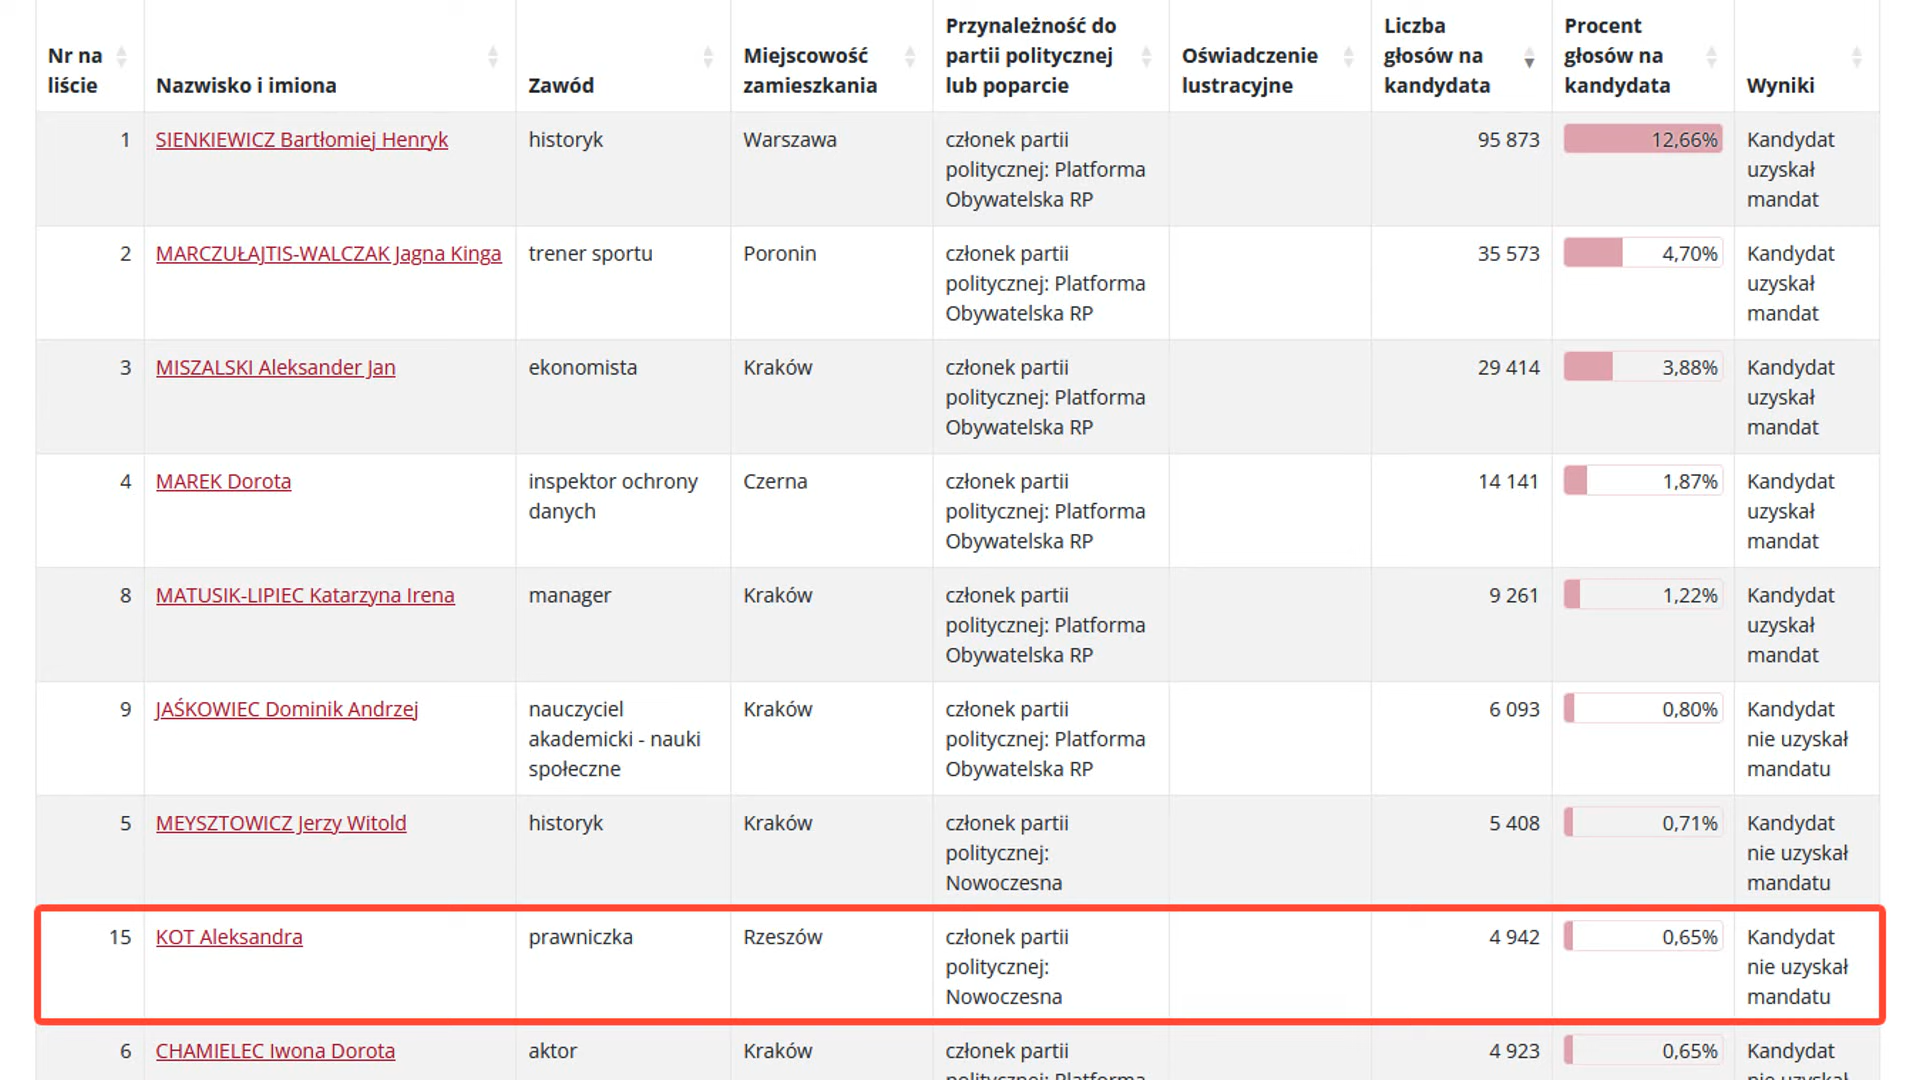 Nr na liście
Nazwisko i imiona
Zawód
Miejscowość zamieszkania
Przynależność do partii politycznej lub poparcie
Oświadczenie lustracyjne
Liczba głosów na kandydata
Procent głosów na kandydata
Wyniki
1 SIENKIEWICZ Bartłomiej Henryk historyk Warszawa członek partii 95 873 12,66% Kandydat
politycznej: Platforma uzyskał
Obywatelska RP mandat
2 MARCZUŁAJTIS-WALCZAK Jagna Kinga trener sportu Poronin członek partii 35 573 4,70% Kandydat
politycznej: Platforma uzyskał
Obywatelska RP mandat
3 MISZALSKI Aleksander Jan ekonomista Kraków członek partii 29 414 3,88% Kandydat
politycznej: Platforma uzyskał
Obywatelska RP mandat
4 MAREK Dorota inspektor ochrony Czerna członek partii 14 141 1,87% Kandydat
danych politycznej: Platforma uzyskał
Obywatelska RP mandat
8 MATUSIK-LIPIEC Katarzyna Irena manager Kraków członek partii 9 261 1,22% Kandydat
politycznej: Platforma uzyskał
Obywatelska RP mandat
9 JAŚKOWIEC Dominik Andrzej nauczyciel Kraków członek partii 6 093 0,80% Kandydat
akademicki - nauki politycznej: Platforma nie uzyskał
społeczne Obywatelska RP mandatu
5 MEYSZTOWICZ Jerzy Witold historyk Kraków członek partii 5 408 0,71% Kandydat
politycznej: nie uzyskał
Nowoczesna mandatu
15 KOT Aleksandra prawniczka Rzeszów członek partii 4 942 0,65% Kandydat
politycznej: nie uzyskał
Nowoczesna mandatu
6 CHAMIELEC Iwona Dorota aktor Kraków członek partii 4 923 0,65% Kandydat
politycznej: Platforma nie uzyskał